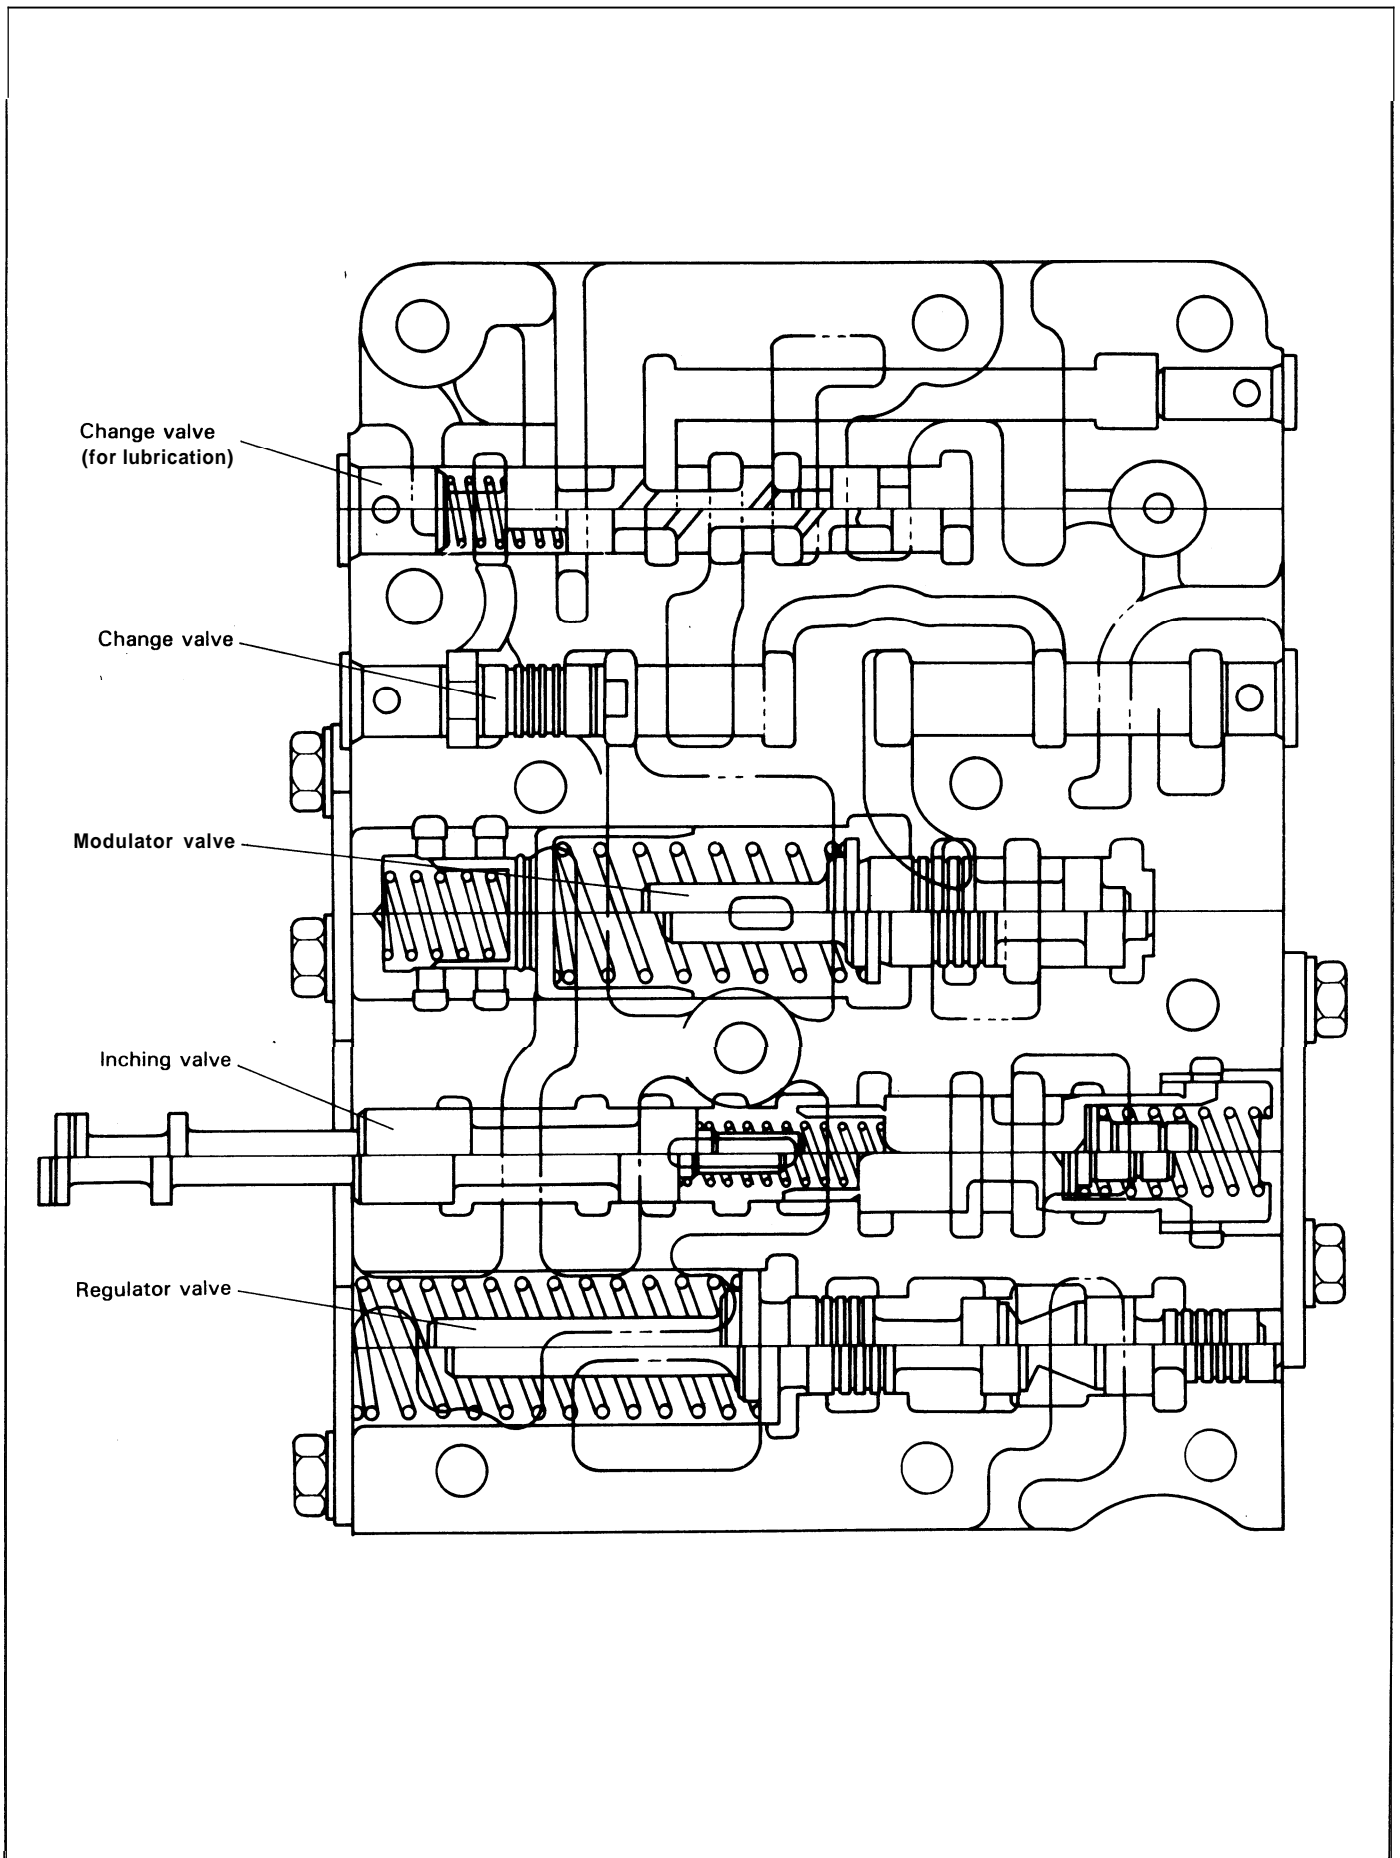 Change valve
(for lubrication)
Change valve
Modulator valve
Inching valve
Regulator valve